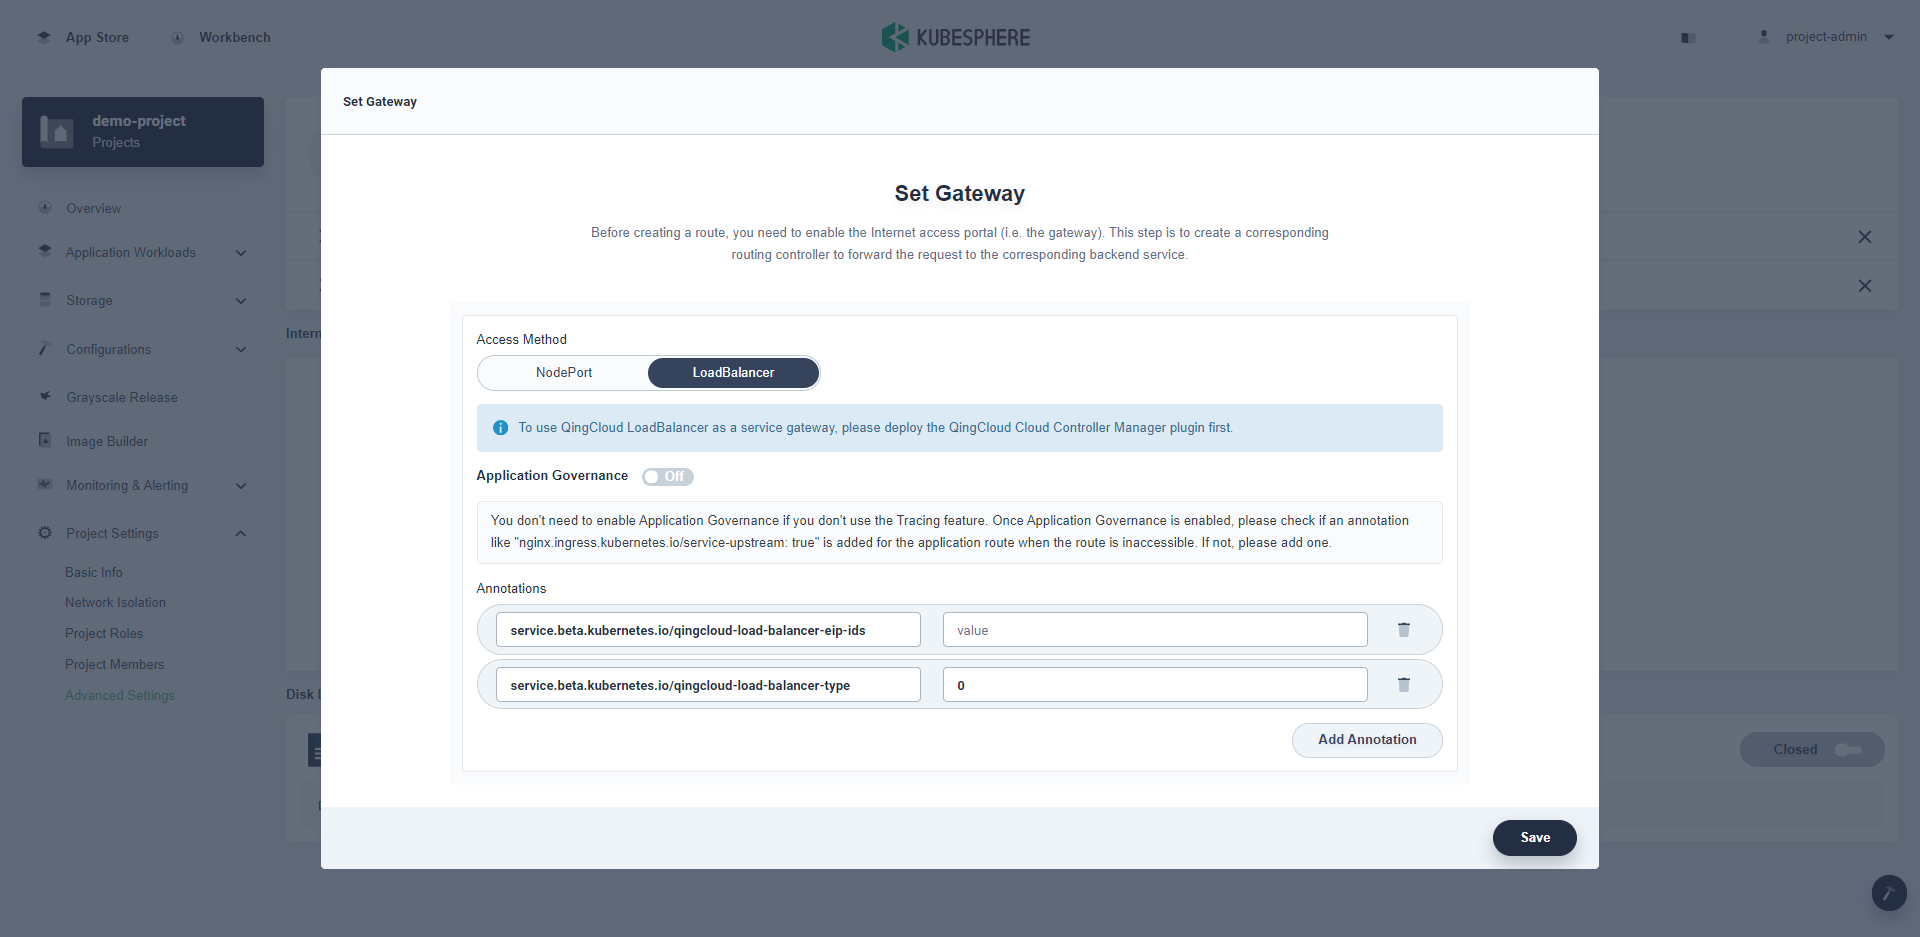 App Store
Workbench
KUBESPHERE
project-admin
demo-project
Projects
Overview
Application Workloads
Storage
Configurations
Grayscale Release
Image Builder
Monitoring & Alerting
Project Settings
Basic Info
Network Isolation
Project Roles
Project Members
Advanced Settings
Set Gateway
Set Gateway
Before creating a route, you need to enable the Internet access portal (i.e. the gateway). This step is to create a corresponding
routing controller to forward the request to the corresponding backend service.
Access Method
NodePort
LoadBalancer
To use QingCloud LoadBalancer as a service gateway, please deploy the QingCloud Cloud Controller Manager plugin first.
Application Governance
Off
You don't need to enable Application Governance if you don't use the Tracing feature. Once Application Governance is enabled, please check if an annotation
like "nginx.ingress.kubernetes.io/service-upstream: true" is added for the application route when the route is inaccessible. If not, please add one.
Annotations
service.beta.kubernetes.io/qingcloud-load-balancer-eip-ids
value
service.beta.kubernetes.io/qingcloud-load-balancer-type
0
Add Annotation
Save
Intern
Disk
Closed